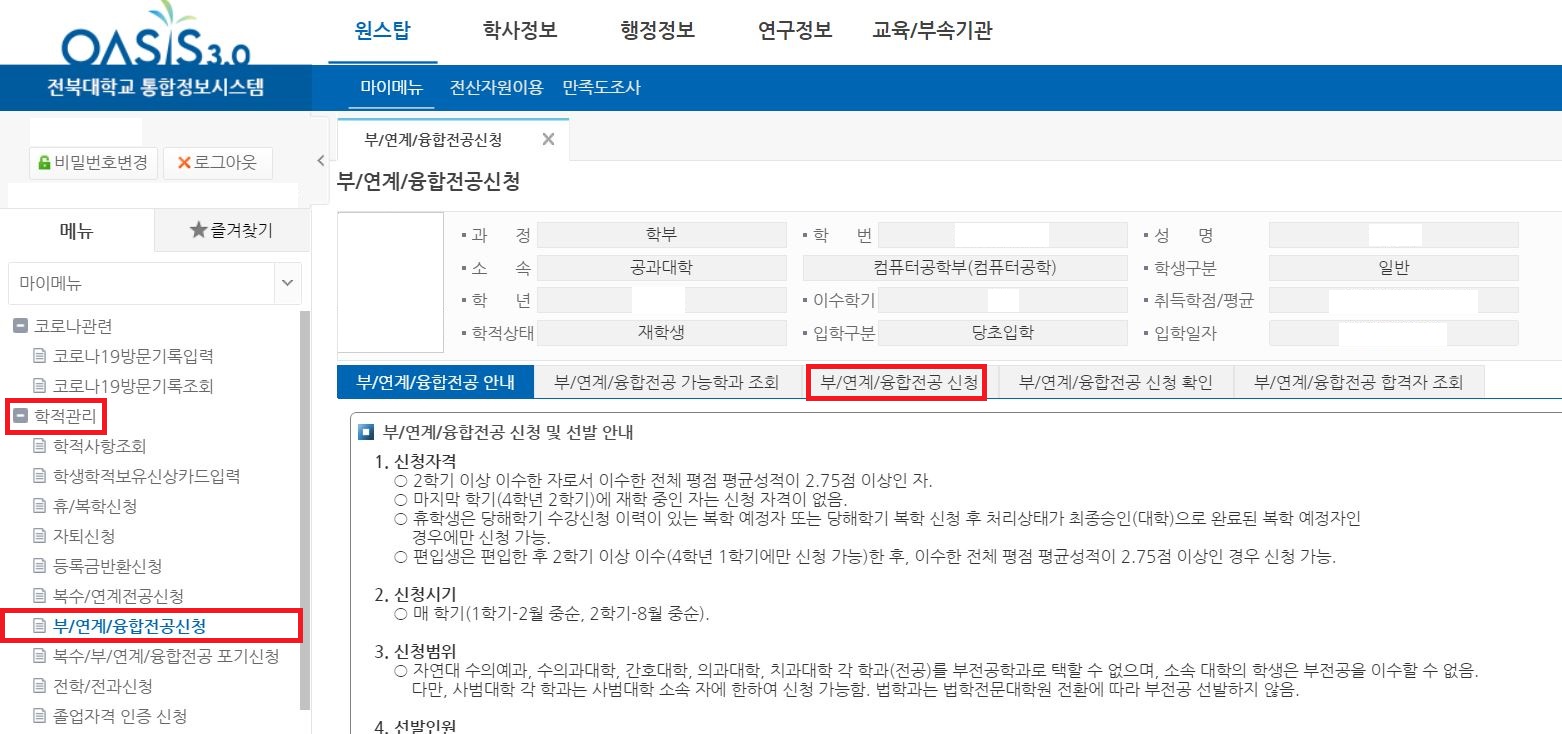 원스탑 학사정보 행정정보 연구정보 교육/부속기관
OASIS 3.0
전북대학교 통합정보시스템
마이메뉴 전산자원이용 만족도조사
비밀번호변경 로그아웃
메뉴 즐겨찾기
마이메뉴
코로나관련
코로나19방문기록입력
코로나19방문기록조회
학적관리
학적사항조회
학생학적보유신상카드입력
휴/복학신청
자퇴신청
등록금반환신청
복수/연계전공신청
부/연계/융합전공신청
복수/부/연계/융합전공 포기신청
전학/전과신청
졸업자격 인증 신청
부/연계/융합전공신청
부/연계/융합전공신청
과 정 학부 학 번 성 명
소 속 공과대학 컴퓨터공학부(컴퓨터공학) 학생구분 일반
학 년 이수학기 취득학점/평균
학적상태 재학생 입학구분 당초입학 입학일자
부/연계/융합전공 안내 부/연계/융합전공 가능학과 조회 부/연계/융합전공 신청 부/연계/융합전공 신청 확인 부/연계/융합전공 합격자 조회
부/연계/융합전공 신청 및 선발 안내
1. 신청자격
○ 2학기 이상 이수한 자로서 이수한 전체 평점 평균성적이 2.75점 이상인 자.
○ 마지막 학기(4학년 2학기)에 재학 중인 자는 신청 자격이 없음.
○ 휴학생은 당해학기 수강신청 이력이 있는 복학 예정자 또는 당해학기 복학 신청 후 처리상태가 최종승인(대학)으로 완료된 복학 예정자인
경우에만 신청 가능.
○ 편입생은 편입한 후 2학기 이상 이수(4학년 1학기에만 신청 가능)한 후, 이수한 전체 평점 평균성적이 2.75점 이상인 경우 신청 가능.
2. 신청시기
○ 매 학기(1학기-2월 중순, 2학기-8월 중순).
3. 신청범위
○ 자연대 수의예과, 수의과대학, 간호대학, 의과대학, 치과대학 각 학과(전공)를 부전공학과로 택할 수 없으며, 소속 대학의 학생은 부전공을 이수할 수 없음.
다만, 사범대학 각 학과는 사범대학 소속 자에 한하여 신청 가능함. 법학과는 법학전문대학원 전환에 따라 부전공 선발하지 않음.
4. 선발인원